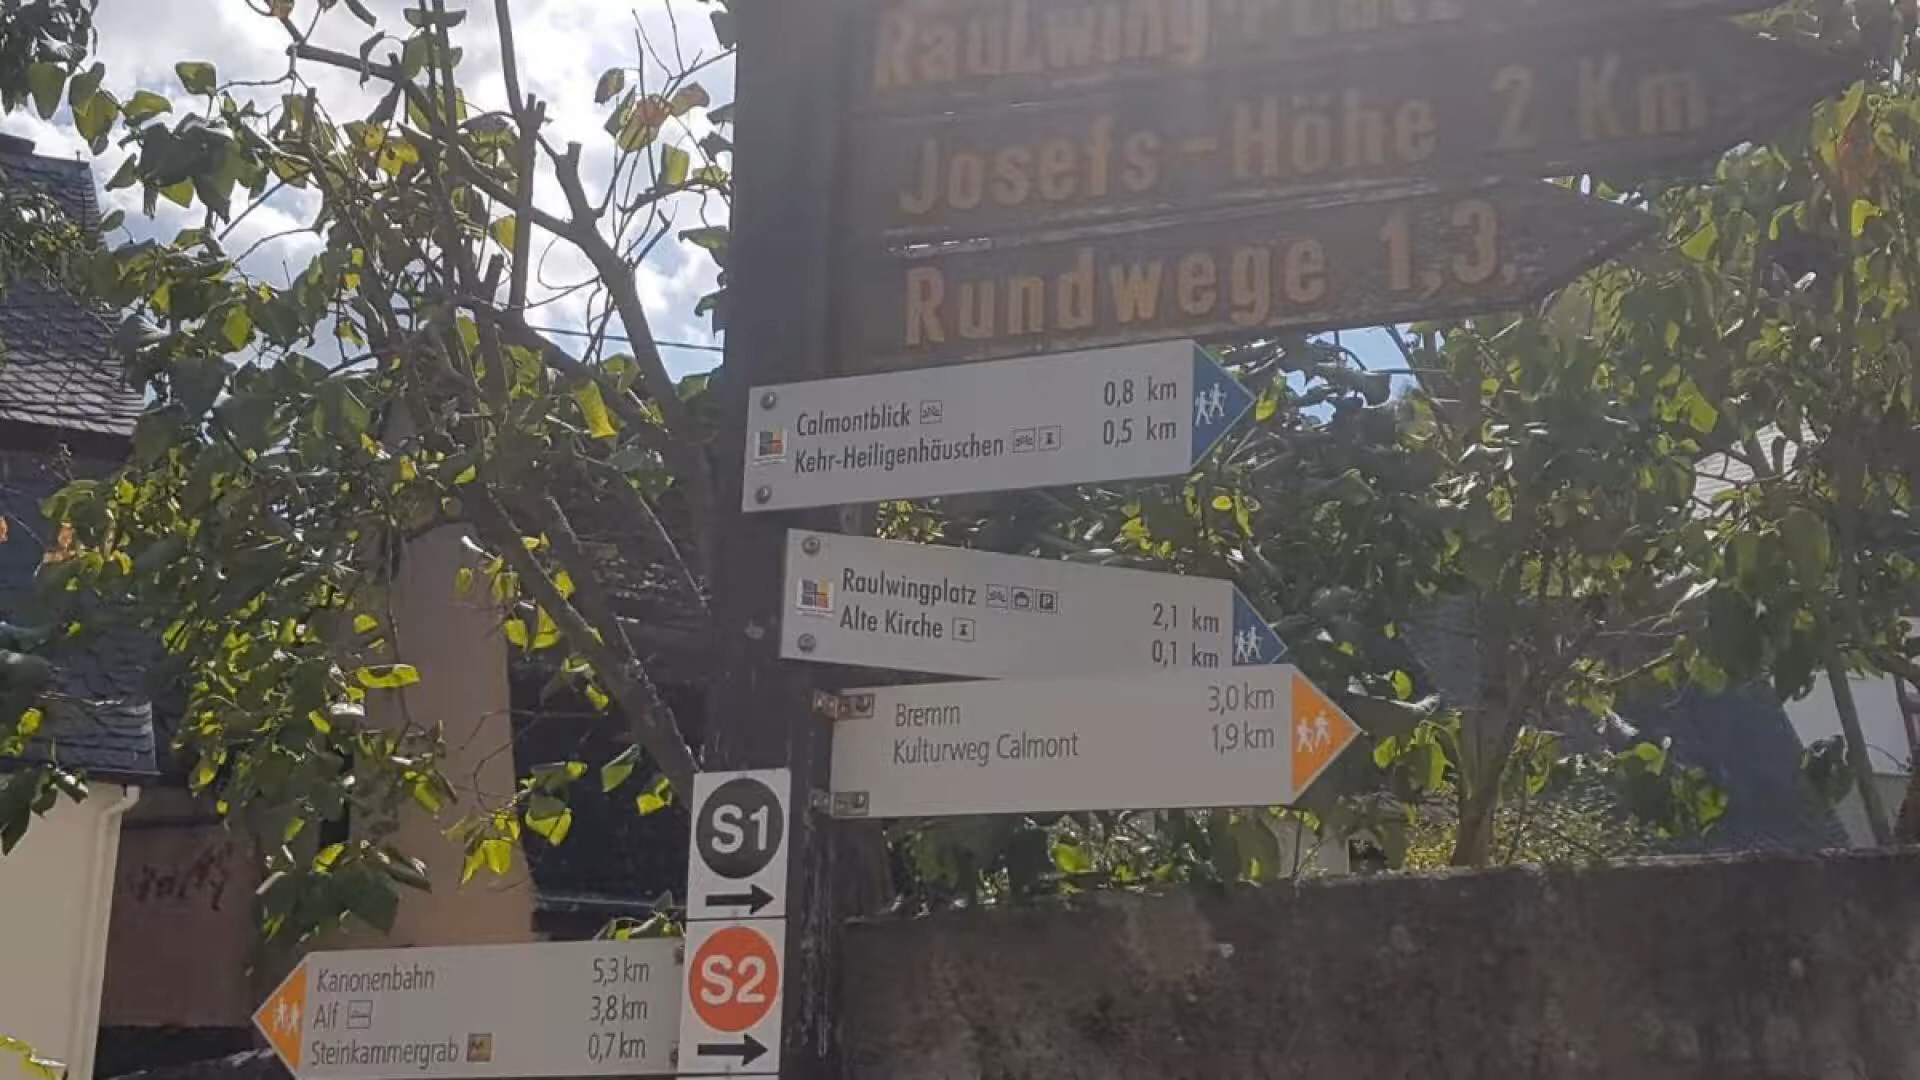 Raulwing
Josefs-Höhe 2 Km
Rundwege 1,3,
Calmontblick 0,8 km
Kehr-Heiligenhäuschen 0,5 km
Raulwingplatz P 2,1 km
Alte Kirche 0,1 km
Bremm 3,0 km
Kulturweg Calmont 1,9 km
S1
S2
Kanonenbahn 5,3 km
Alf 3,8 km
Steinkammergrab M 0,7 km